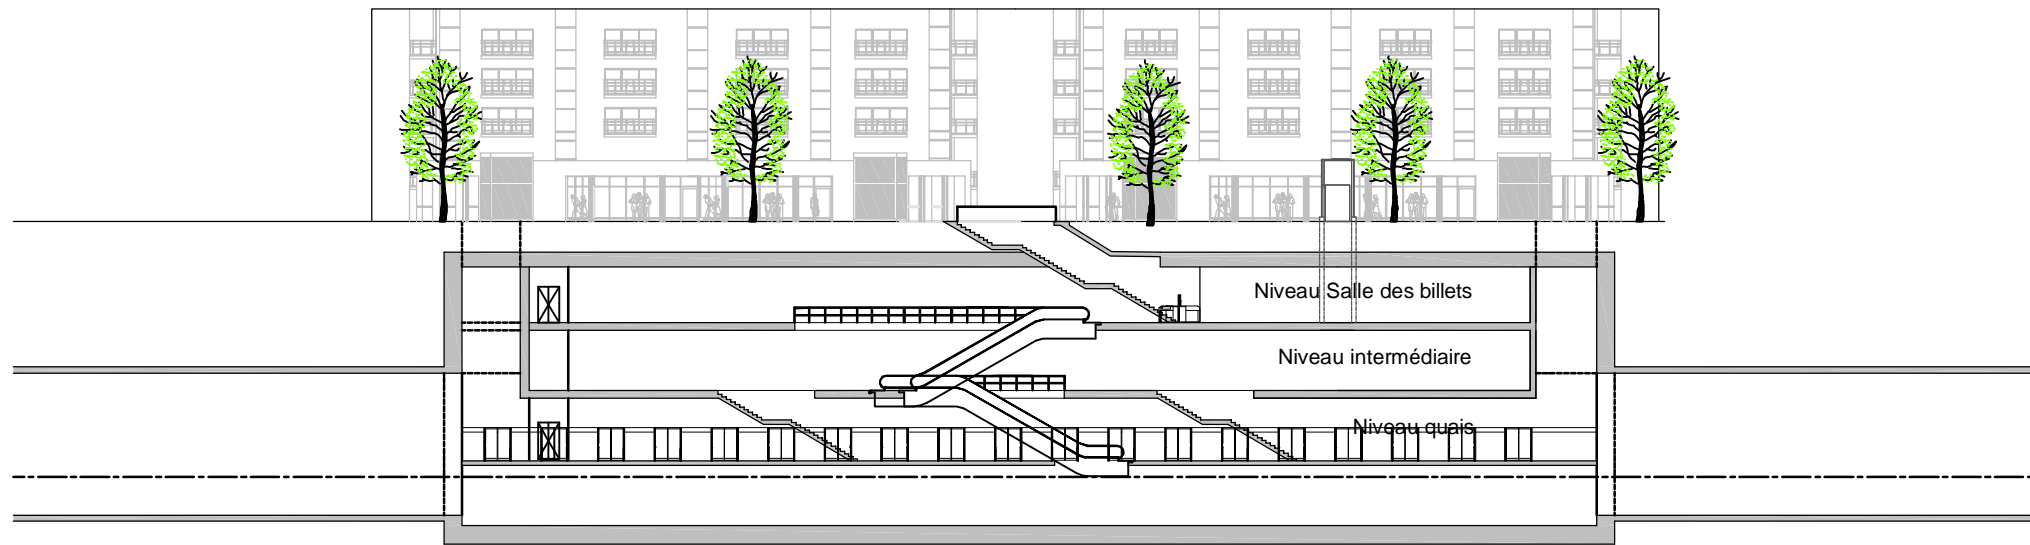 Niveau Salle des billets
Niveau intermédiaire
Niveau quais